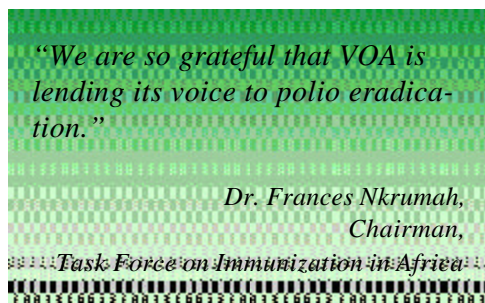 “We are so grateful that VOA is
lending its voice to polio eradica-
tion.”
Dr. Frances Nkrumah,
Chairman,
Task Force on Immunization in Africa